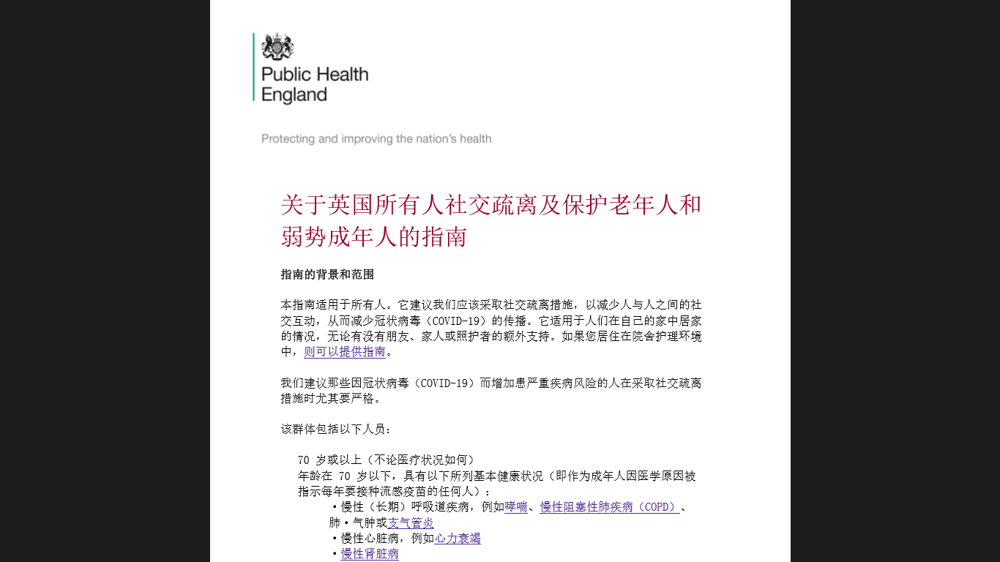 Public Health
England
Protecting and improving the nation's health
关于英国所有人社交疏离及保护老年人和
弱势成年人的指南
指南的背景和范围
本指南适用于所有人。它建议我们应该采取社交疏离措施，以减少人与人之间的社
交互动，从而减少冠状病毒（COVID-19）的传播。它适用于人们在自己的家中居家
的情况，无论有没有朋友、家人或照护者的额外支持。如果您居住在院舍护理环境
中，则可以提供指南。
我们建议那些因冠状病毒（COVID-19）而增加患严重疾病风险的人在采取社交疏离
措施时尤其要严格。
该群体包括以下人员：
70 岁或以上（不论医疗状况如何）
年龄在 70 岁以下，具有以下所列基本健康状况（即作为成年人因医学原因被
指示每年要接种流感疫苗的任何人）：
•慢性（长期）呼吸道疾病，例如哮喘、慢性阻塞性肺疾病（COPD）、
肺•气肿或支气管炎
•慢性心脏病，例如心力衰竭
•慢性肾脏病